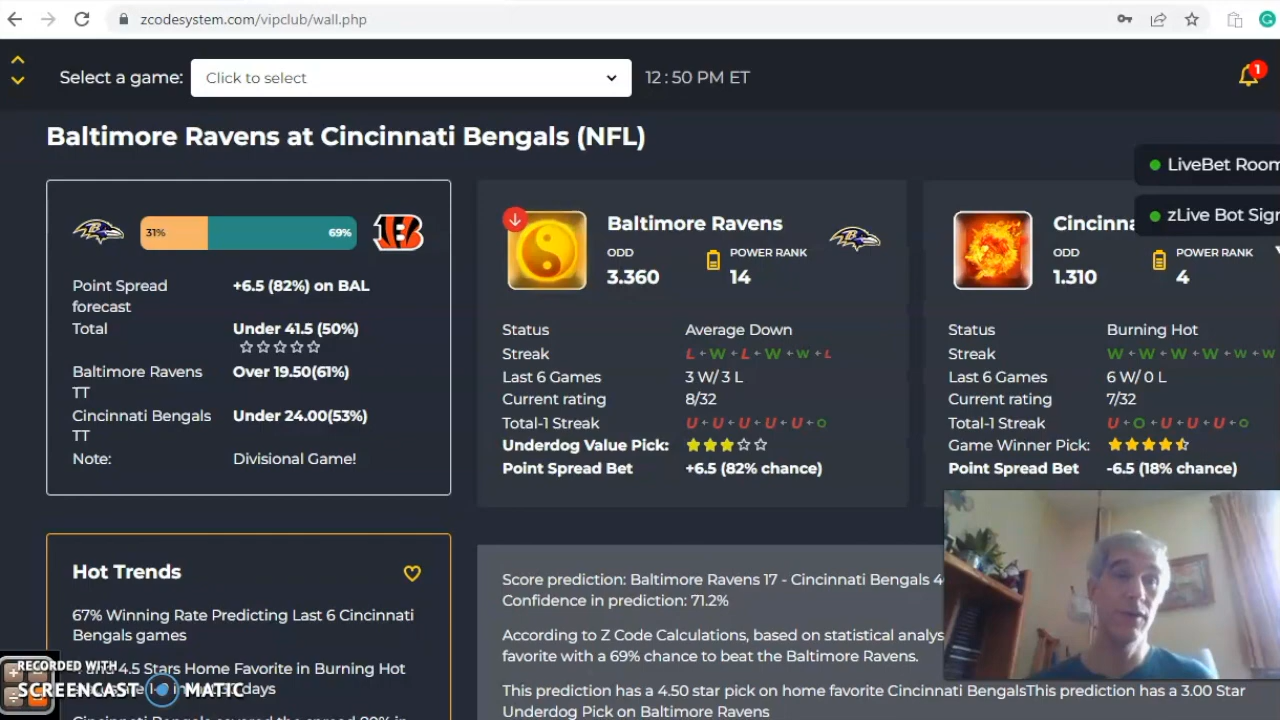 zcodesystem.com/vipclub/wall.php
Select a game: Click to select 12:50 PM ET
1
Baltimore Ravens at Cincinnati Bengals (NFL)
LiveBet Room
zLive Bot Sig
31% 69%
Point Spread forecast +6.5 (82%) on BAL
Total Under 41.5 (50%)
Baltimore Ravens TT Over 19.50(61%)
Cincinnati Bengals TT Under 24.00(53%)
Note: Divisional Game!
Baltimore Ravens
ODD POWER RANK
3.360 14
Status Average Down
Streak L W L W W L
Last 6 Games 3 W/ 3 L
Current rating 8/32
Total-1 Streak U U U U U O
Underdog Value Pick:
Point Spread Bet +6.5 (82% chance)
Cincinna
ODD POWER RANK
1.310 4
Status Burning Hot
Streak W W W W W W
Last 6 Games 6 W/ 0 L
Current rating 7/32
Total-1 Streak U O U U U O
Game Winner Pick:
Point Spread Bet -6.5 (18% chance)
Hot Trends
67% Winning Rate Predicting Last 6 Cincinnati
Bengals games
4.5 Stars Home Favorite in Burning Hot
days
Cincinnati Bengals covered the spread 80% in
Score prediction: Baltimore Ravens 17 - Cincinnati Bengals 4
Confidence in prediction: 71.2%
According to Z Code Calculations, based on statistical analys
favorite with a 69% chance to beat the Baltimore Ravens.
This prediction has a 4.50 star pick on home favorite Cincinnati BengalsThis prediction has a 3.00 Star
Underdog Pick on Baltimore Ravens
RECORDED WITH
SCREENCAST MATIC